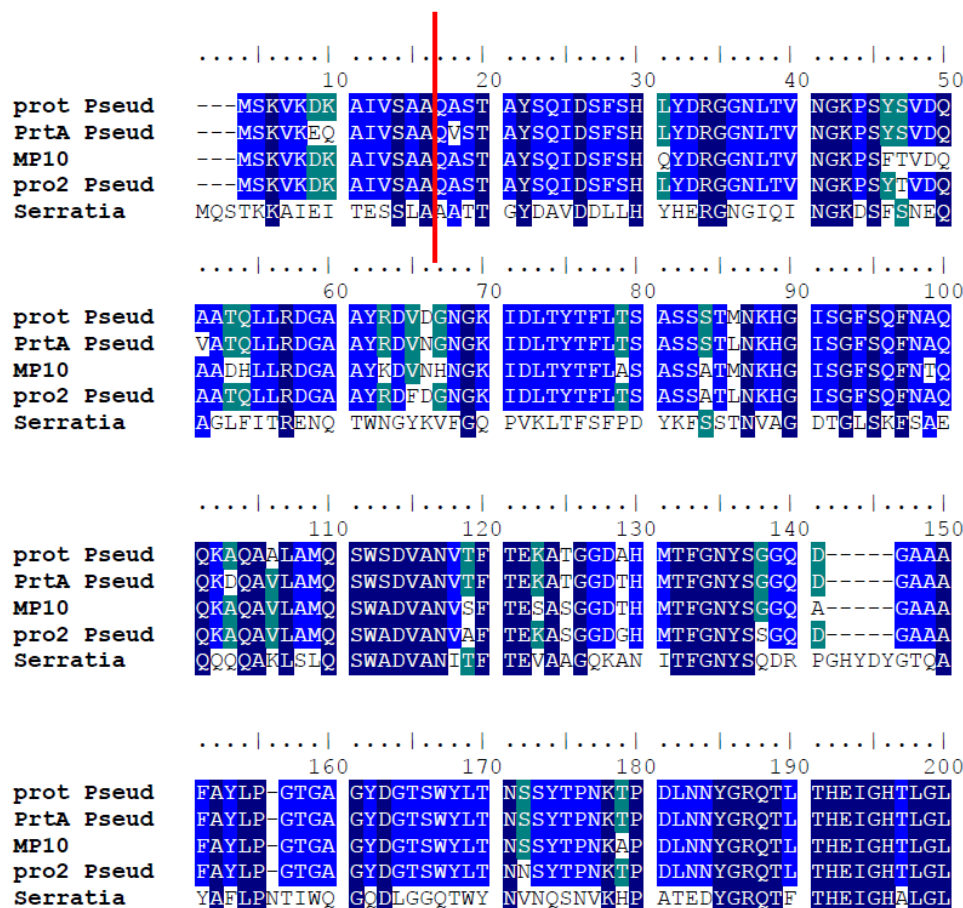 ....|....| ....|....| ....|....| ....|....| ....|....|
10 20 30 40 50
prot Pseud ---MSKVKDK AIVSAAQAST AYSQIDSFSH LYDRGGNLTV NGKPSYSVDQ
PrtA Pseud ---MSKVKEQ AIVSAAQVST AYSQIDSFSH LYDRGGNLTV NGKPSYSVDQ
MP10 ---MSKVKDK AIVSAAQAST AYSQIDSFSH QYDRGGNLTV NGKPSFTVDQ
pro2 Pseud ---MSKVKDK AIVSAAQAST AYSQIDSFSH LYDRGGNLTV NGKPSYTVDQ
Serratia MQSTKKAIEI TESSLAAATT GYDAVDDLLH YHERGNGIQI NGKDSFSNEQ
....|....| ....|....| ....|....| ....|....| ....|....|
60 70 80 90 100
prot Pseud AATQLLRDGA AYRDVDGNGK IDLTYTFLTS ASSSTMNKHG ISGFSQFNAQ
PrtA Pseud VATQLLRDGA AYRDVNGNGK IDLTYTFLTS ASSSTLNKHG ISGFSQFNAQ
MP10 AADHLLRDGA AYKDVNHNGK IDLTYTFLAS ASSATMNKHG ISGFSQFNTQ
pro2 Pseud AATQLLRDGA AYRDFDGNGK IDLTYTFLTS ASSATLNKHG ISGFSQFNAQ
Serratia AGLFITRENQ TWNGYKVFGQ PVKLTFSFPD YKFSSTNVAG DTGLSKFSAE
....|....| ....|....| ....|....| ....|....| ....|....|
110 120 130 140 150
prot Pseud QKAQAALAMQ SWSDVANVTF TEKATGGDAH MTFGNYSGGQ D-----GAAA
PrtA Pseud QKDQAVLAMQ SWSDVANVTF TEKATGGDTH MTFGNYSGGQ D-----GAAA
MP10 QKAQAVLAMQ SWADVANVSF TESASGGDTH MTFGNYSGGQ A-----GAAA
pro2 Pseud QKAQAVLAMQ SWADVANVAF TEKASGGDGH MTFGNYSSGQ D-----GAAA
Serratia QQQQAKLSLQ SWADVANITF TEVAAGQKAN ITFGNYSQDR PGHYDYGTQA
....|....| ....|....| ....|....| ....|....| ....|....|
160 170 180 190 200
prot Pseud FAYLP-GTGA GYDGTSWYLT NSSYTPNKTP DLNNYGRQTL THEIGHTLGL
PrtA Pseud FAYLP-GTGA GYDGTSWYLT NSSYTPNKTP DLNNYGRQTL THEIGHTLGL
MP10 FAYLP-GTGA GYDGTSWYLT NSSYTPNKAP DLNNYGRQTL THEIGHTLGL
pro2 Pseud FAYLP-GTGA GYDGTSWYLT NNSYTPNKTP DLNNYGRQTL THEIGHTLGL
Serratia YAFLPNTIWQ GQDLGGQTWY NVNQSNVKHP ATEDYGRQTF THEIGHALGL